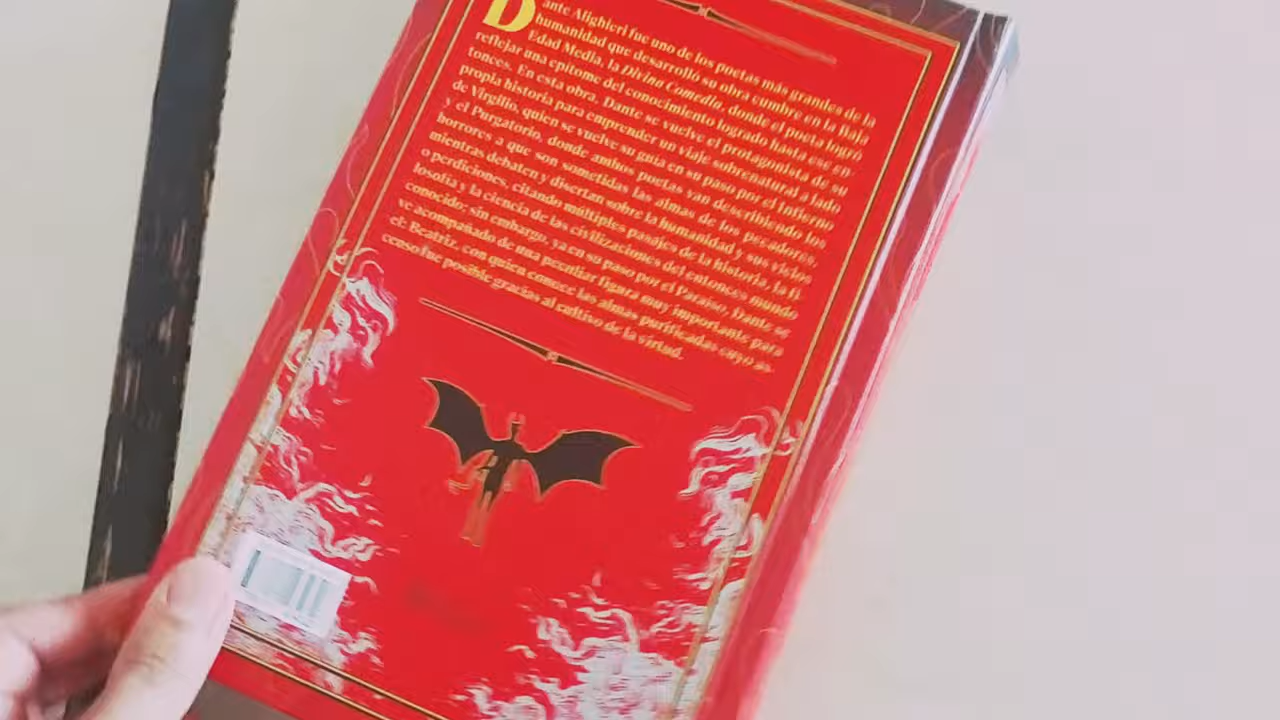 Dante Alighieri fue uno de los poetas más grandes de la
humanidad que desarrolló su obra cumbre en la Baja
Edad Media, la Divina Comedia, donde el poeta logró
reflejar una epítome del conocimiento logrado hasta ese en-
tonces. En esta obra, Dante se vuelve el protagonista de su
propia historia para emprender un viaje sobrenatural a lado
de Virgilio, quien se vuelve su guía en su paso por el Infierno
y el Purgatorio, donde ambos poetas van describiendo los
horrores a que son sometidas las almas de los pecadores
mientras debaten y disertan sobre la humanidad y sus vicios
o perdiciones, citando múltiples pasajes de la historia, la fi-
losofía y la ciencia de las civilizaciones del entonces mundo
conocido; sin embargo, ya en su paso por el Paraíso, Dante se
ve acompañado de una peculiar figura muy importante para
él: Beatriz, con quien conoce las almas purificadas cuyo as-
censo fue posible gracias al cultivo de la virtud.